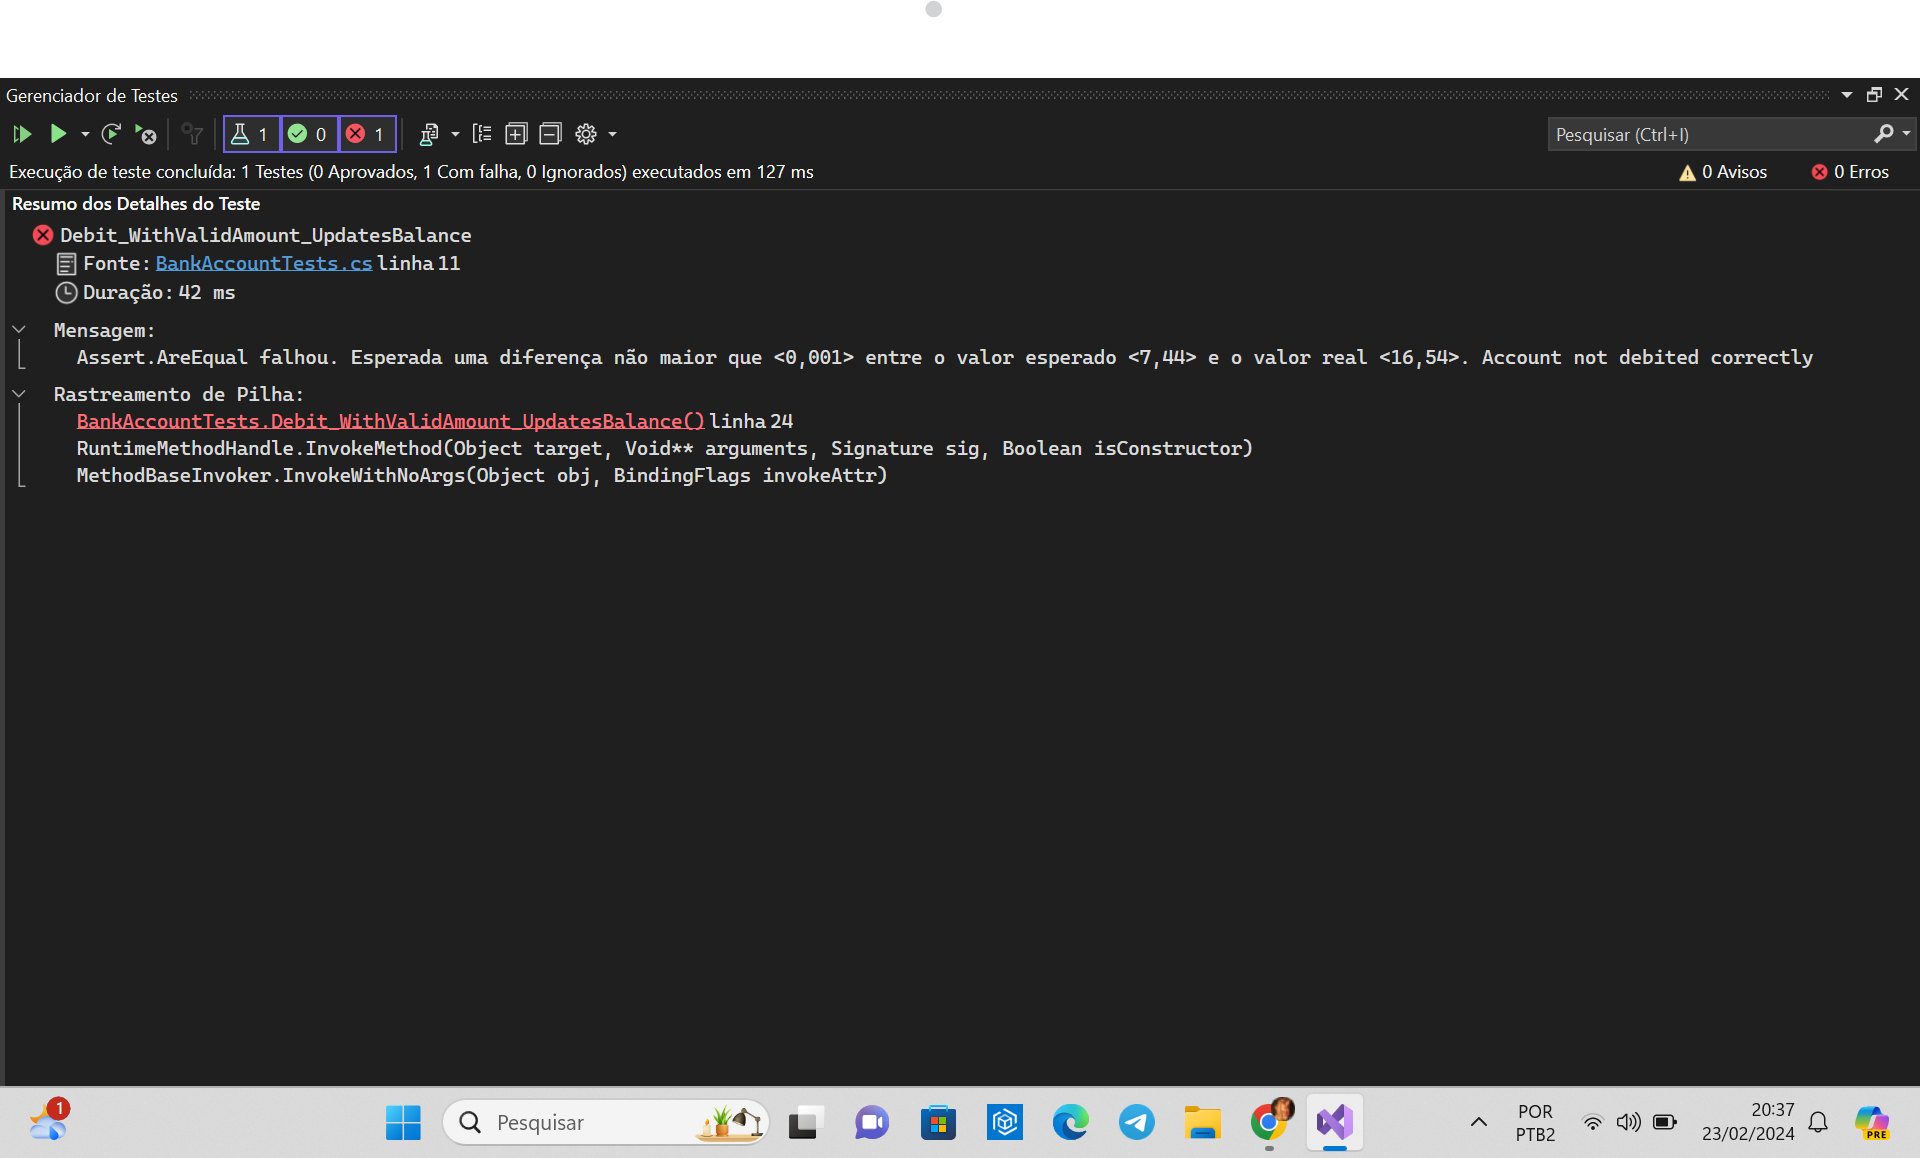 Gerenciador de Testes
1 0 1
Pesquisar (Ctrl+I)
Execução de teste concluída: 1 Testes (0 Aprovados, 1 Com falha, 0 Ignorados) executados em 127 ms
0 Avisos
0 Erros
Resumo dos Detalhes do Teste
Debit_WithValidAmount_UpdatesBalance
Fonte: BankAccountTests.cs linha 11
Duração: 42 ms
Mensagem:
Assert.AreEqual falhou. Esperada uma diferença não maior que <0,001> entre o valor esperado <7,44> e o valor real <16,54>. Account not debited correctly
Rastreamento de Pilha:
BankAccountTests.Debit_WithValidAmount_UpdatesBalance() linha 24
RuntimeMethodHandle.InvokeMethod(Object target, Void** arguments, Signature sig, Boolean isConstructor)
MethodBaseInvoker.InvokeWithNoArgs(Object obj, BindingFlags invokeAttr)
1
Pesquisar
POR
PTB2
20:37
23/02/2024
PRE